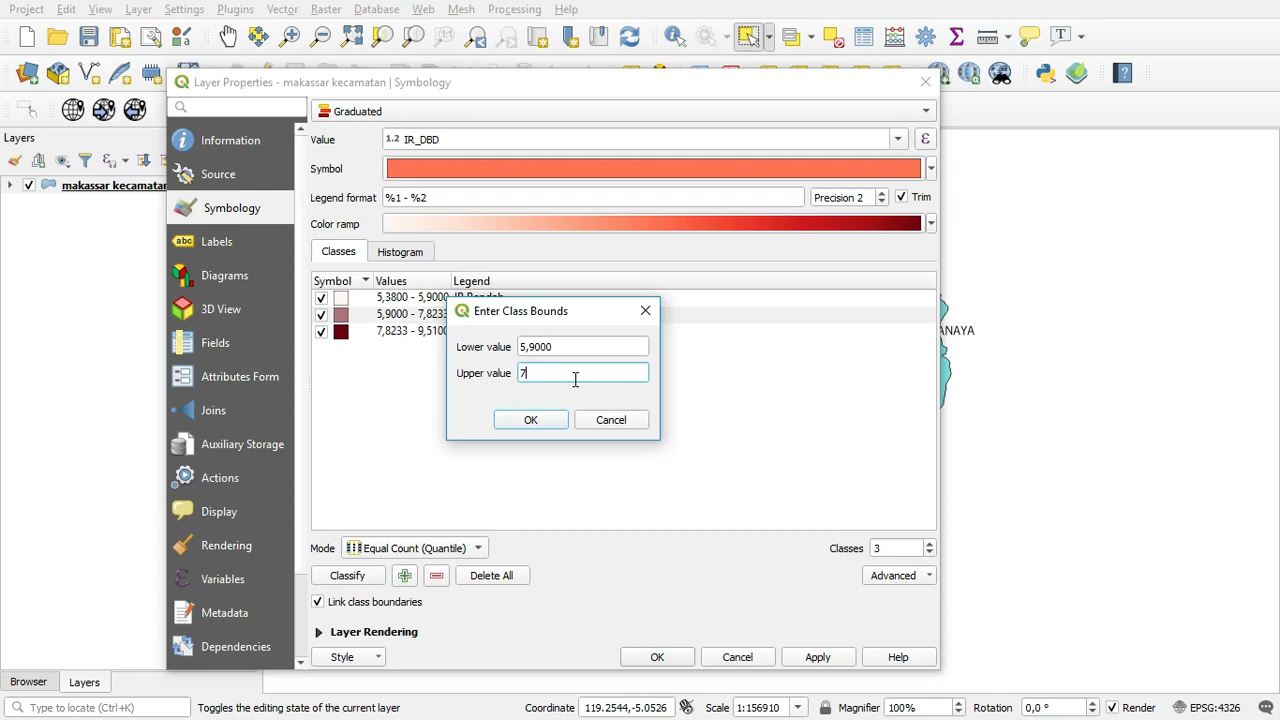 Project Edit View Layer Settings Plugins Vector Raster Database Web Mesh Processing Help
Layer Properties - makassar kecamatan | Symbology
Layers
makassar kecamatan
Information
Source
Symbology
Labels
Diagrams
3D View
Fields
Attributes Form
Joins
Auxiliary Storage
Actions
Display
Rendering
Variables
Metadata
Dependencies
Graduated
Value 1.2 IR_DBD
Symbol
Legend format %1 - %2 Precision 2 Trim
Color ramp
Classes Histogram
Symbol Values Legend
5,3800 - 5,9000
5,9000 - 7,8233
7,8233 - 9,5100
Enter Class Bounds
Lower value 5,9000
Upper value 7
OK Cancel
ANAYA
Mode Equal Count (Quantile) Classes 3
Classify Delete All Advanced
Link class boundaries
Layer Rendering
Style OK Cancel Apply Help
Browser Layers
Type to locate (Ctrl+K) Toggles the editing state of the current layer Coordinate 119.2544,-5.0526 Scale 1:156910 Magnifier 100% Rotation 0,0 ° Render EPSG:4326